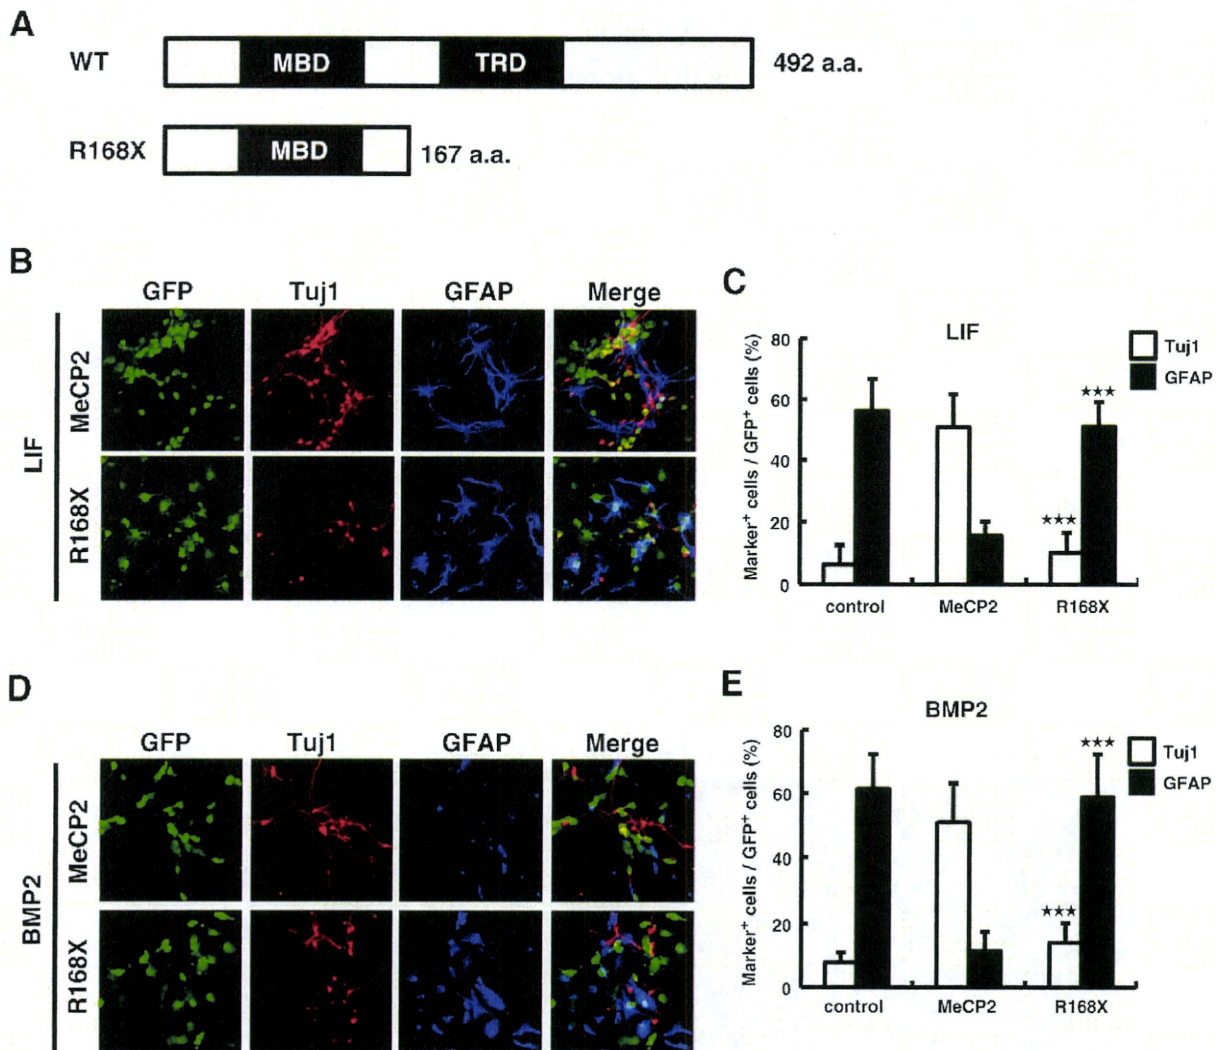 A
WT MBD TRD 492 a.a.
R168X MBD 167 a.a.
B
GFP Tuj1 GFAP Merge
LIF
MeCP2
R168X
C
LIF
Tuj1
GFAP
Marker+ cells / GFP+ cells (%)
80
60
40
20
0
★★★
★★★
control MeCP2 R168X
D
GFP Tuj1 GFAP Merge
BMP2
MeCP2
R168X
E
BMP2
Tuj1
GFAP
Marker+ cells / GFP+ cells (%)
80
60
40
20
0
★★★
★★★
control MeCP2 R168X